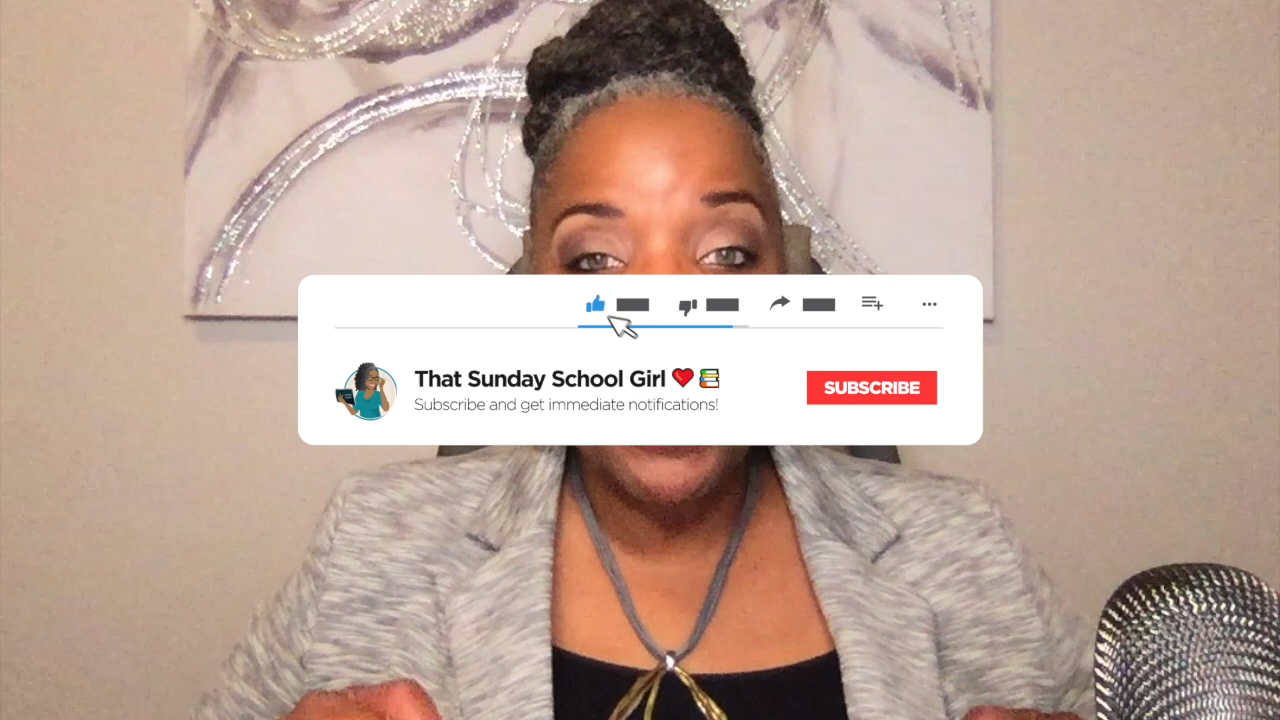 That Sunday School Girl ❤️📚
Subscribe and get immediate notifications!
SUBSCRIBE